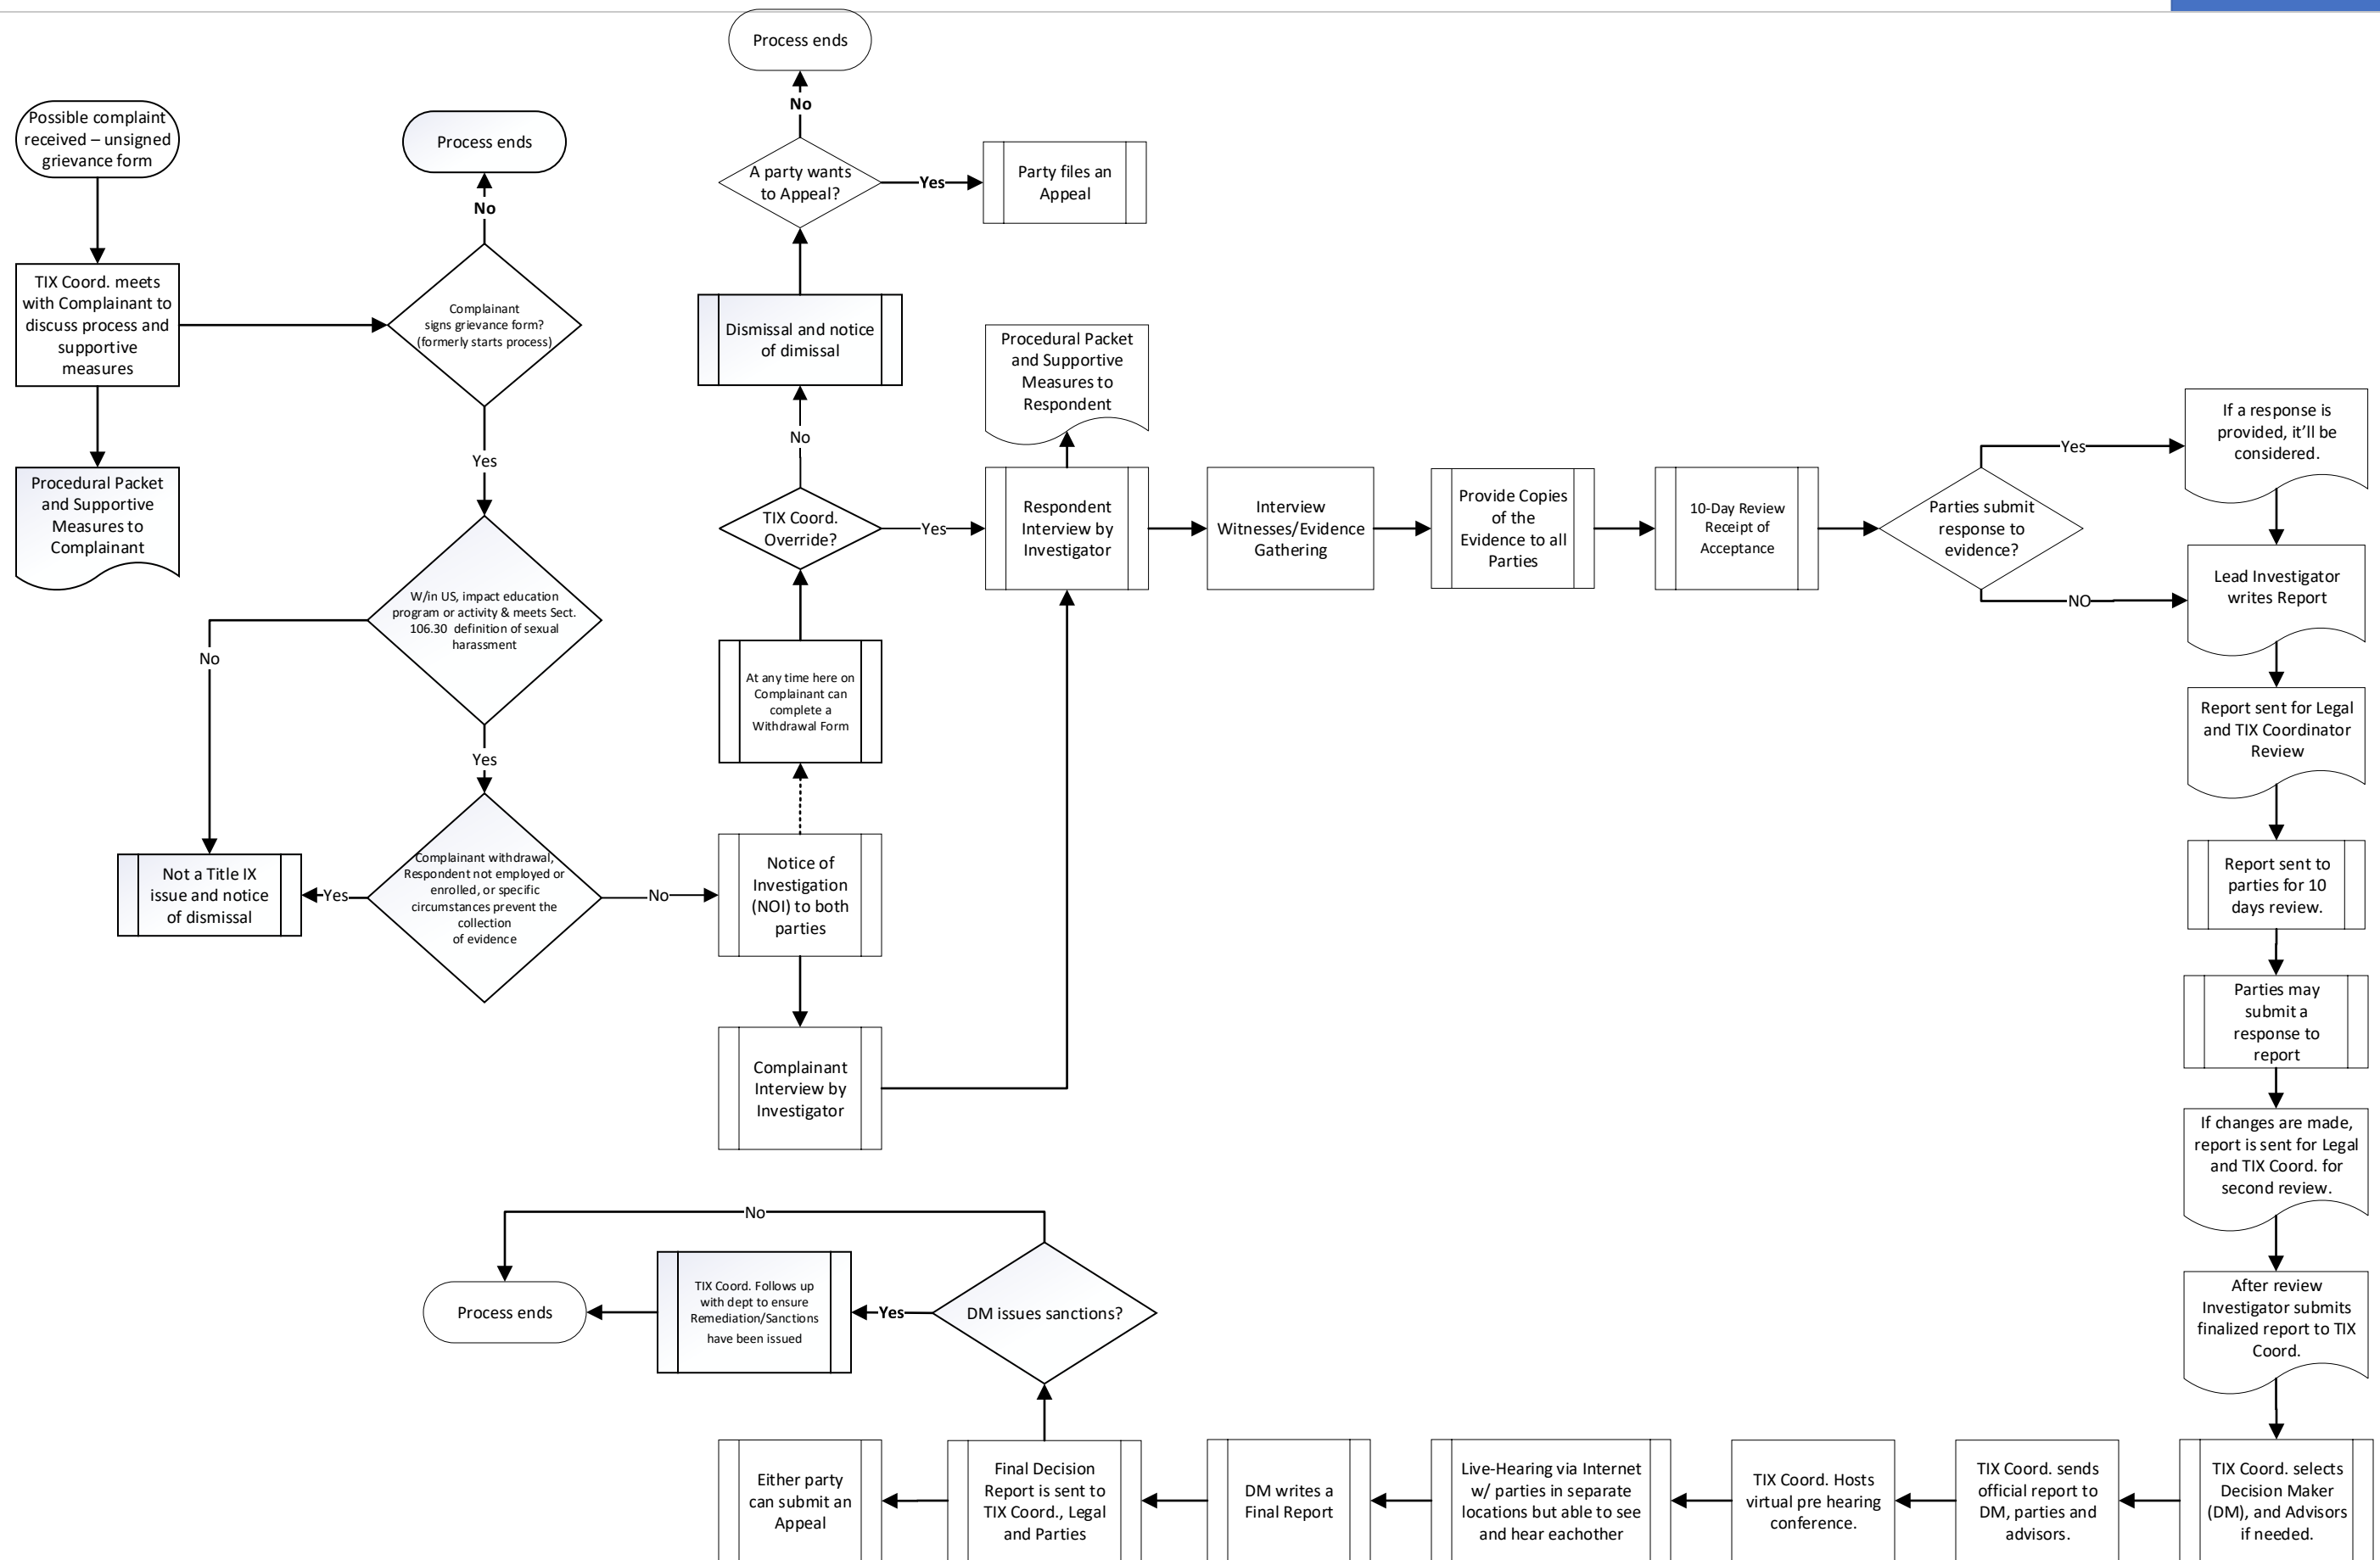 Process ends
No
A party wants
to Appeal?
Yes
Party files an
Appeal
Possible complaint
received – unsigned
grievance form
Process ends
No
TIX Coord. meets
with Complainant to
discuss process and
supportive
measures
Complainant
signs grievance form?
(formerly starts process)
Yes
Procedural Packet
and Supportive
Measures to
Complainant
W/in US, impact education
program or activity & meets Sect.
106.30 definition of sexual
harassment
No
Yes
Not a Title IX
issue and notice
of dismissal
Yes
Complainant withdrawal,
Respondent not employed or
enrolled, or specific
circumstances prevent the
collection
of evidence
No
Dismissal and notice
of dimissal
No
TIX Coord.
Override?
Yes
At any time here on
Complainant can
complete a
Withdrawal Form
Notice of
Investigation
(NOI) to both
parties
Complainant
Interview by
Investigator
Procedural Packet
and Supportive
Measures to
Respondent
Respondent
Interview by
Investigator
Interview
Witnesses/Evidence
Gathering
Provide Copies
of the
Evidence to all
Parties
10-Day Review
Receipt of
Acceptance
Parties submit
response to
evidence?
Yes
NO
If a response is
provided, it’ll be
considered.
Lead Investigator
writes Report
Report sent for Legal
and TIX Coordinator
Review
Report sent to
parties for 10
days review.
Parties may
submit a
response to
report
If changes are made,
report is sent for Legal
and TIX Coord. for
second review.
After review
Investigator submits
finalized report to TIX
Coord.
TIX Coord. selects
Decision Maker
(DM), and Advisors
if needed.
TIX Coord. sends
official report to
DM, parties and
advisors.
TIX Coord. Hosts
virtual pre hearing
conference.
Live-Hearing via Internet
w/ parties in separate
locations but able to see
and hear eachother
DM writes a
Final Report
Final Decision
Report is sent to
TIX Coord., Legal
and Parties
Either party
can submit an
Appeal
DM issues sanctions?
No
Yes
TIX Coord. Follows up
with dept to ensure
Remediation/Sanctions
have been issued
Process ends